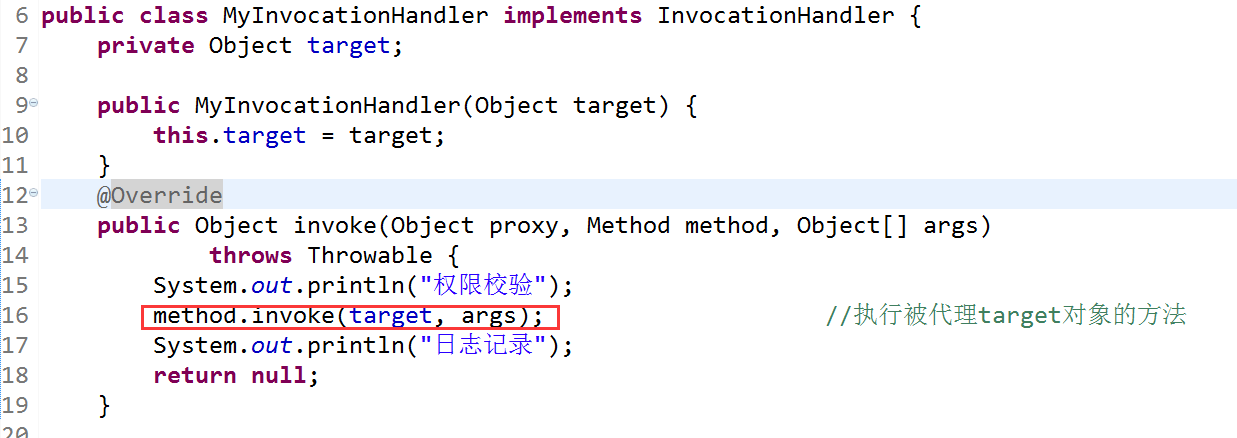 6 public class MyInvocationHandler implements InvocationHandler {
7 private Object target;
8
9 public MyInvocationHandler(Object target) {
10 this.target = target;
11 }
12 @Override
13 public Object invoke(Object proxy, Method method, Object[] args)
14 throws Throwable {
15 System.out.println("权限校验");
16 method.invoke(target, args); //执行被代理target对象的方法
17 System.out.println("日志记录");
18 return null;
19 }
20